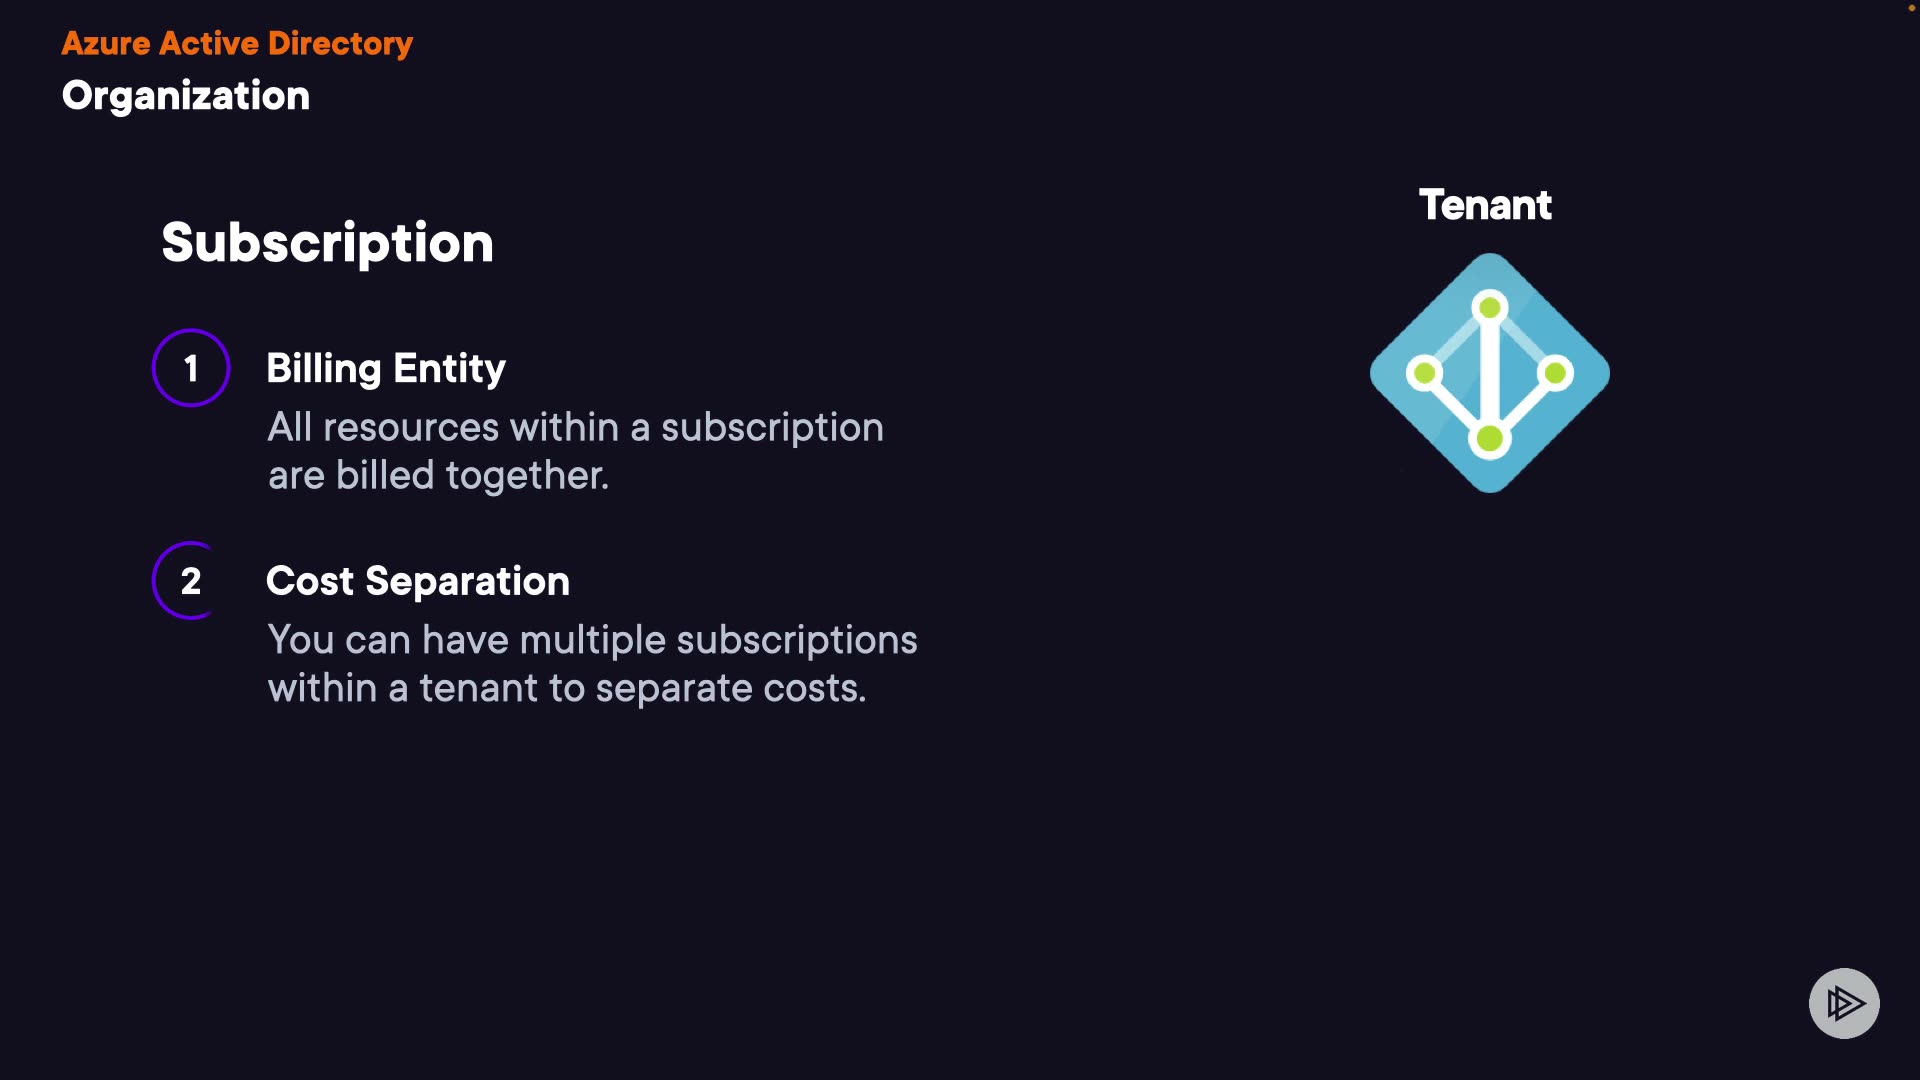 Azure Active Directory
Organization
Subscription
1
Billing Entity
All resources within a subscription
are billed together.
2
Cost Separation
You can have multiple subscriptions
within a tenant to separate costs.
Tenant